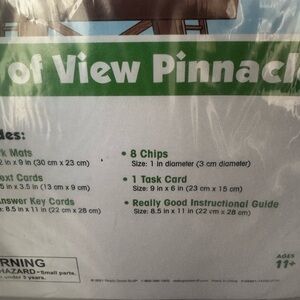 of View Pinnacl
des:
k Mats
2 in x 9 in (30 cm x 23 cm)
ext Cards
.5 in x 3.5 in (13 cm x 9 cm)
nswer Key Cards
Size: 8.5 in x 11 in (22 cm x 28 cm)
• 8 Chips
Size: 1 in diameter (3 cm diameter)
• 1 Task Card
Size: 9 in x 6 in (23 cm x 15 cm)
• Really Good Instructional Guide
Size: 8.5 in x 11 in (22 cm x 28 cm)
RNING
HAZARD–Small parts.
under 3 years.
AGES
11+